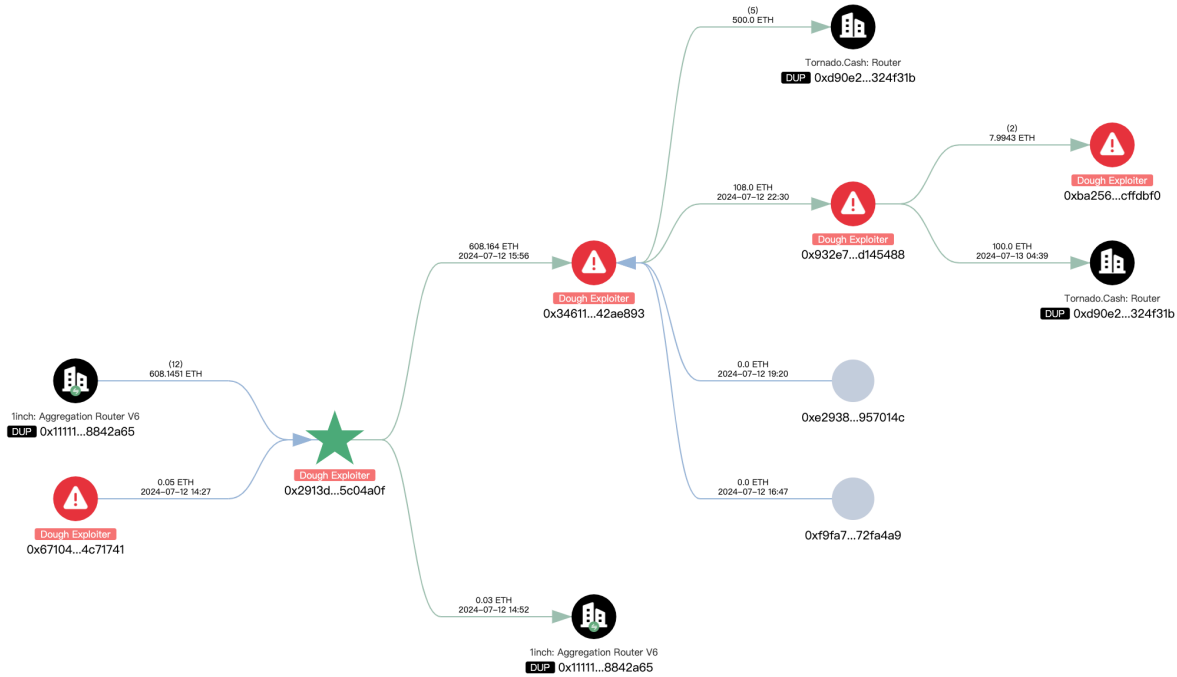 (5)
500.0 ETH
Tornado.Cash: Router
DUP 0xd90e2...324f31b
(2)
7.9943 ETH
Dough Exploiter
0xba256...cffdbf0
108.0 ETH
2024-07-12 22:30
Dough Exploiter
0x932e7...d145488
100.0 ETH
2024-07-13 04:39
Tornado.Cash: Router
DUP 0xd90e2...324f31b
608.164 ETH
2024-07-12 15:56
Dough Exploiter
0x34611...42ae893
0.0 ETH
2024-07-12 19:20
0xe2938...957014c
(12)
608.1451 ETH
1inch: Aggregation Router V6
DUP 0x11111...8842a65
Dough Exploiter
0x2913d...5c04a0f
0.05 ETH
2024-07-12 14:27
Dough Exploiter
0x67104...4c71741
0.0 ETH
2024-07-12 16:47
0xf9fa7...72fa4a9
0.03 ETH
2024-07-12 14:52
1inch: Aggregation Router V6
DUP 0x11111...8842a65